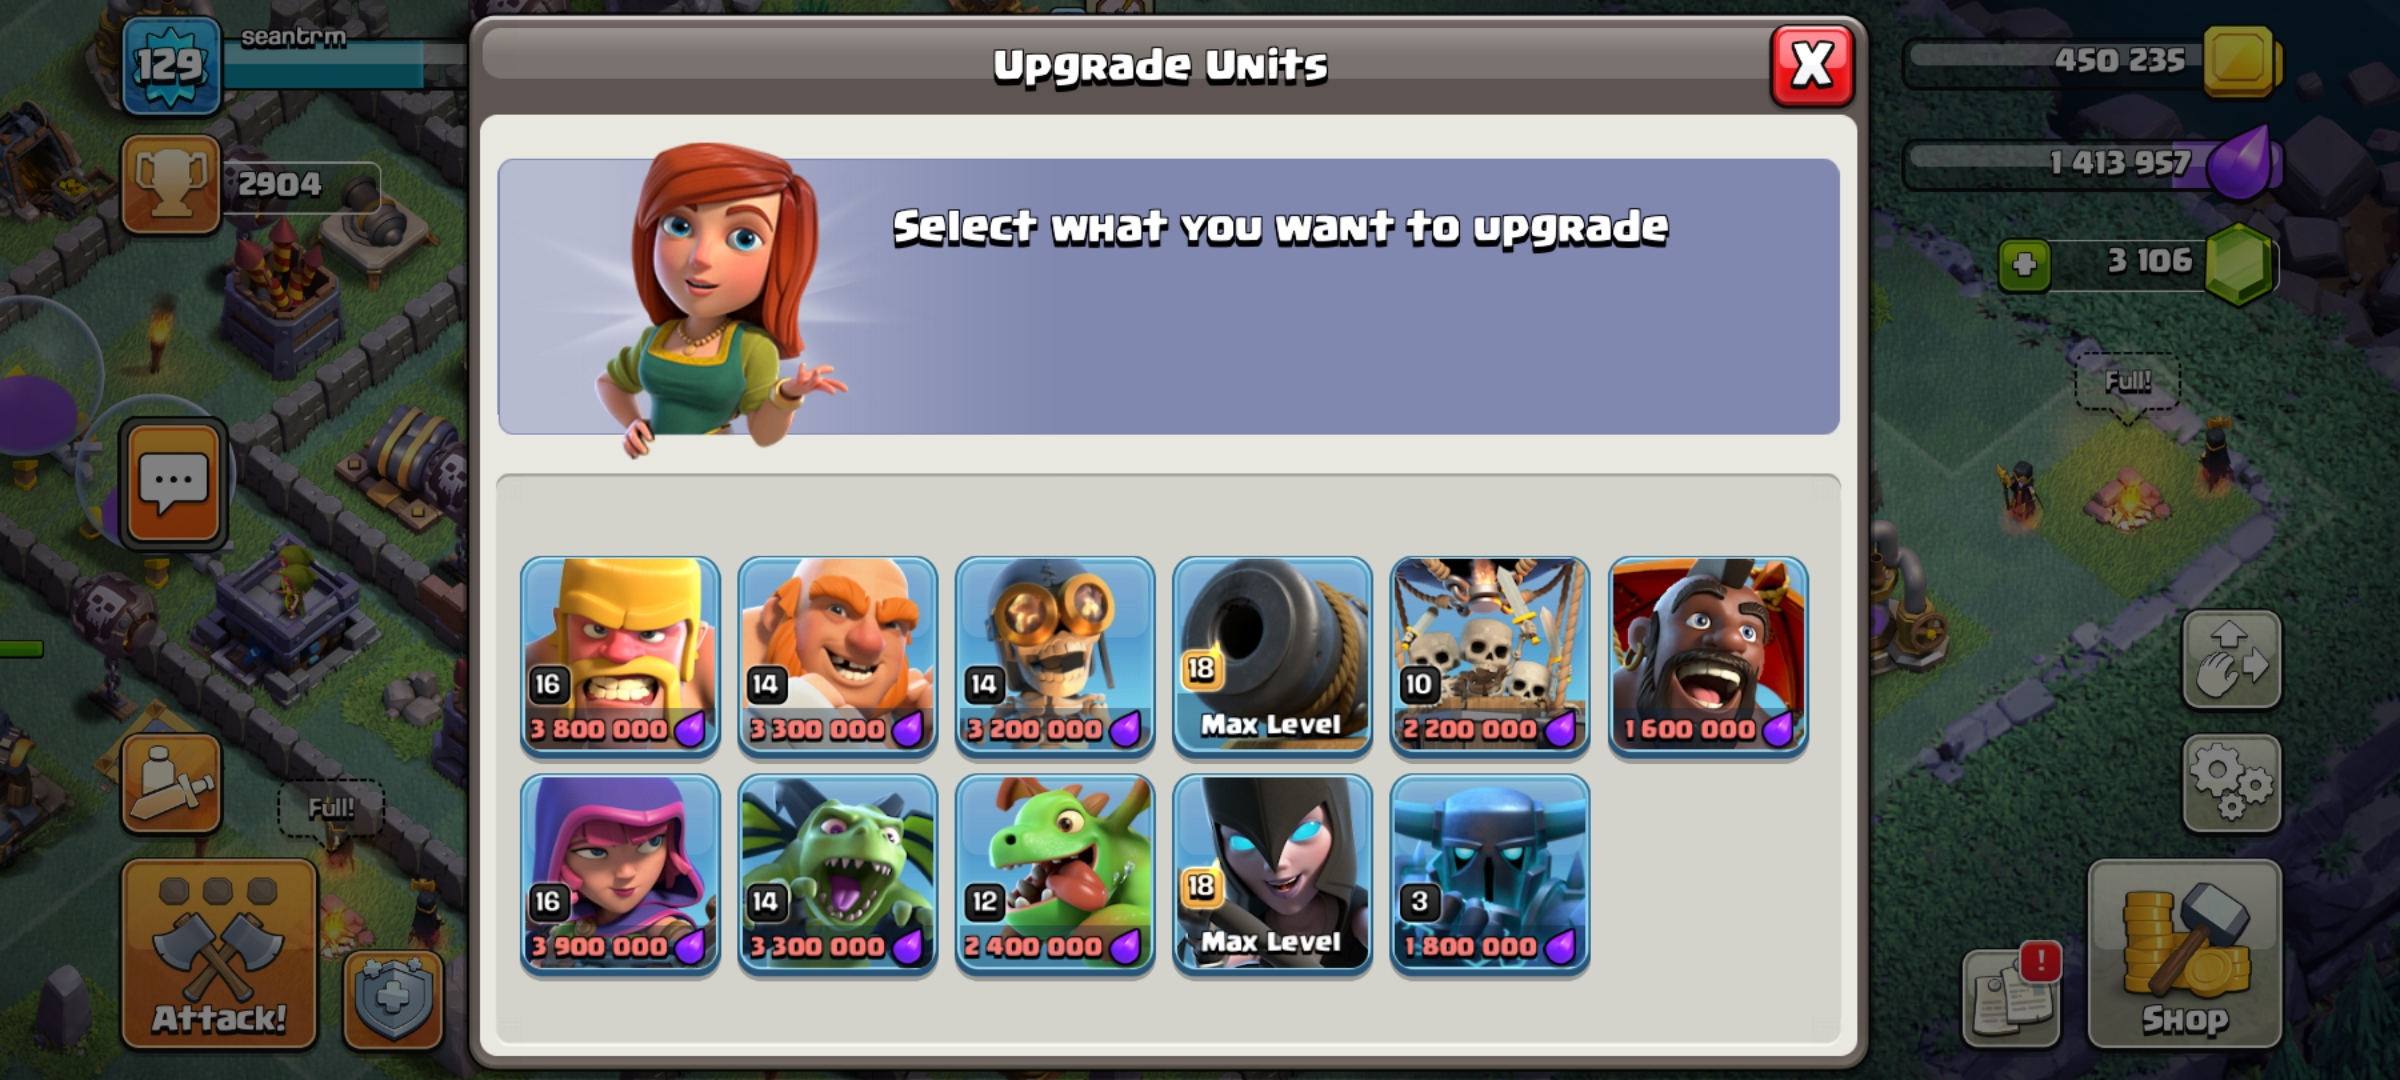 129
seantrm
Upgrade Units
X
450 235
2904
1 413 957
3 106
Select what you want to upgrade
Full!
16
3 800 000
14
3 300 000
14
3 200 000
18
Max Level
10
2 200 000
1 600 000
16
3 900 000
14
3 300 000
12
2 400 000
18
Max Level
3
1 800 000
Full!
Attack!
!
Shop